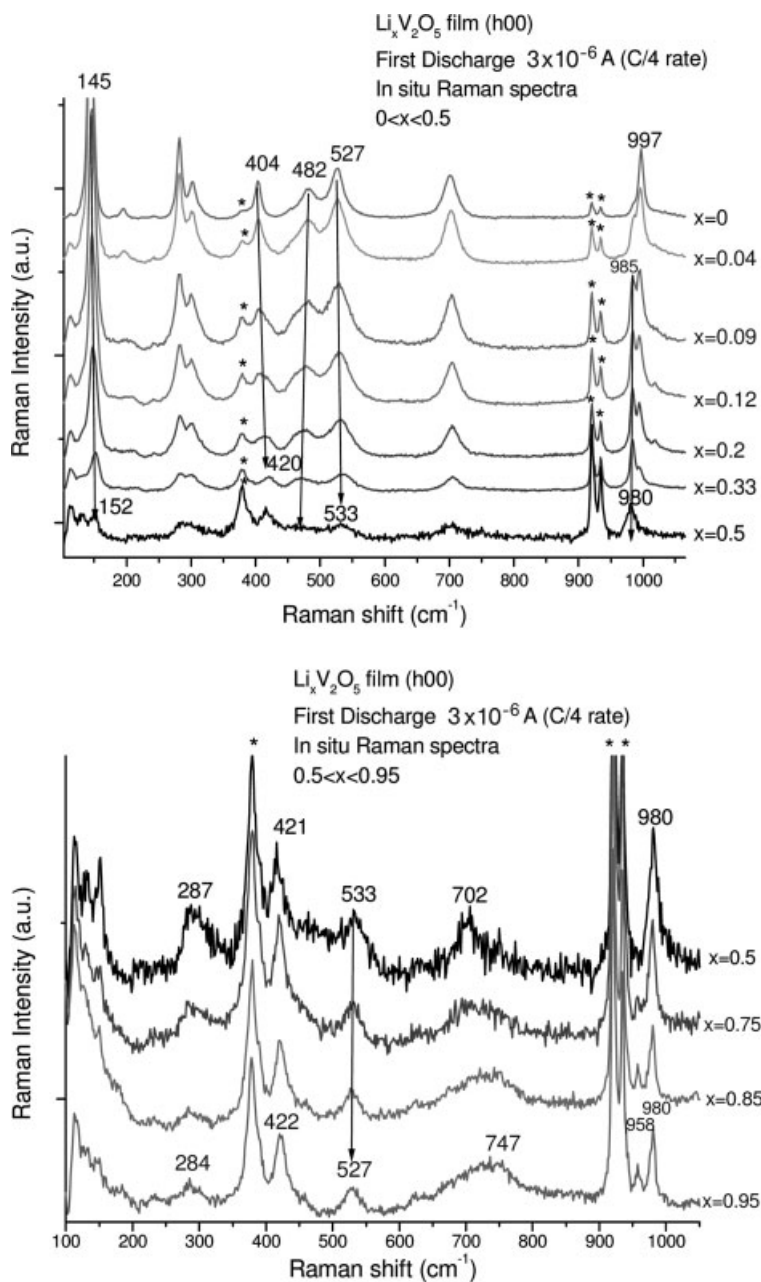 LiₓV₂O₅ film (h00)
First Discharge 3x10⁻⁶ A (C/4 rate)
In situ Raman spectra
0<x<0.5
145
404
482
527
997
* * *
x=0
*
* *
x=0.04
985
*
* *
x=0.09
*
* *
x=0.12
*
* *
x=0.2
*
420
x=0.33
*
152
533
980
x=0.5
Raman Intensity (a.u.)
200 300 400 500 600 700 800 900 1000
Raman shift (cm⁻¹)
LiₓV₂O₅ film (h00)
First Discharge 3x10⁻⁶ A (C/4 rate)
In situ Raman spectra
0.5<x<0.95
*
* *
421
980
287
533
702
x=0.5
x=0.75
x=0.85
422
958
980
284
527
747
x=0.95
Raman Intensity (a.u.)
100 200 300 400 500 600 700 800 900 1000
Raman shift (cm⁻¹)